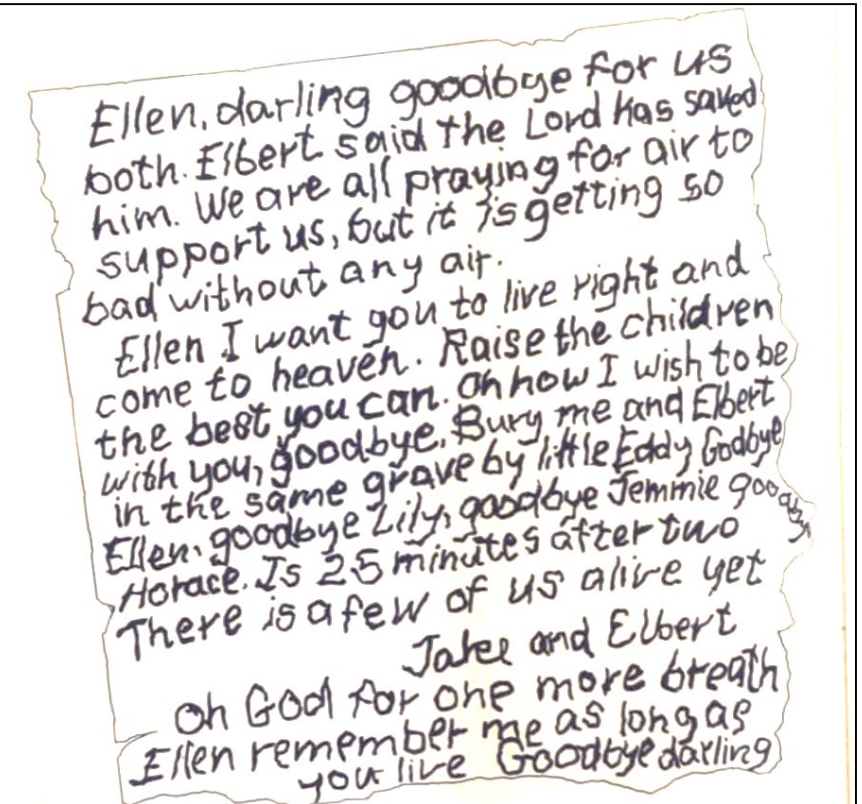 Ellen, darling goodbye for us
both. Elbert said the Lord has saved
him. We are all praying for air to
support us, but it is getting so
bad without any air.
Ellen I want you to live right and
come to heaven. Raise the children
the best you can. Oh how I wish to be
with you, goodbye. Bury me and Elbert
in the same grave by little Eddy Godbye
Ellen, goodbye Lily, goodbye Jemmie goodbye
Horace. Is 25 minutes after two
There is a few of us alive yet
Jake and Elbert
Oh God for one more breath
Ellen remember me as long as
you live Goodbye darling